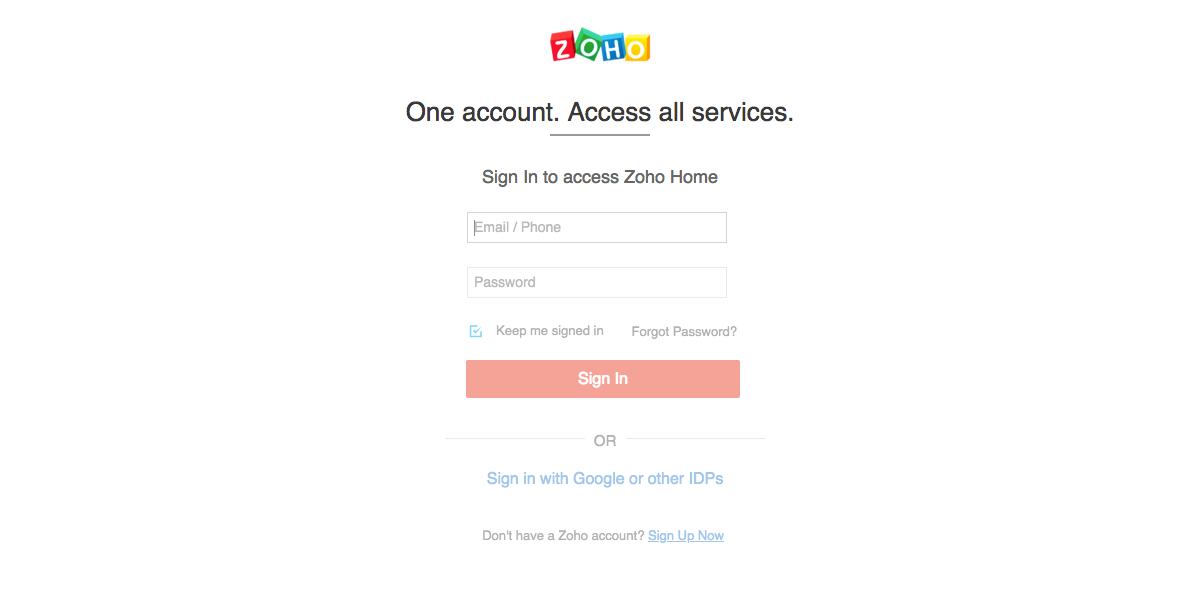 ZOHO
One account. Access all services.
Sign In to access Zoho Home
Email / Phone
Password
Keep me signed in Forgot Password?
Sign In
OR
Sign in with Google or other IDPs
Don't have a Zoho account? Sign Up Now